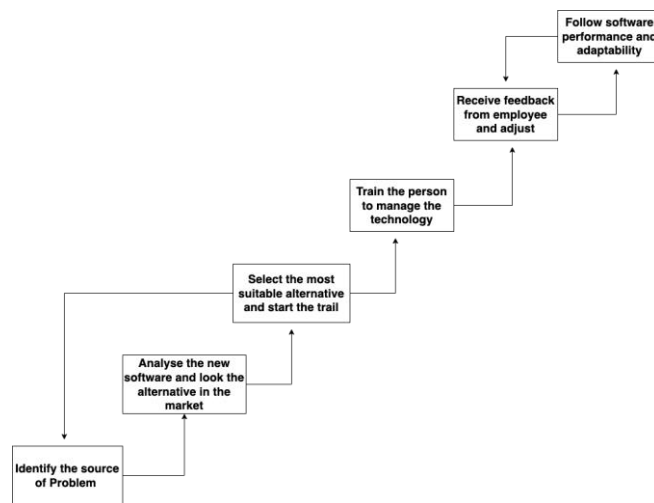 Follow software
performance and
adaptability
Receive feedback
from employee
and adjust
Train the person
to manage the
technology
Select the most
suitable alternative
and start the trail
Analyse the new
software and look the
alternative in the
market
Identify the source
of Problem